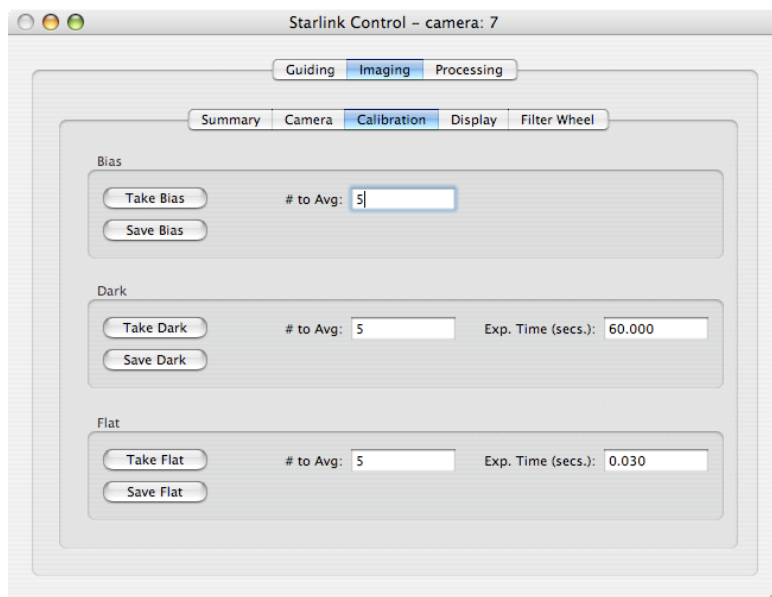 Starlink Control – camera: 7
Guiding Imaging Processing
Summary Camera Calibration Display Filter Wheel
Bias
Take Bias # to Avg: 5
Save Bias
Dark
Take Dark # to Avg: 5 Exp. Time (secs.): 60.000
Save Dark
Flat
Take Flat # to Avg: 5 Exp. Time (secs.): 0.030
Save Flat